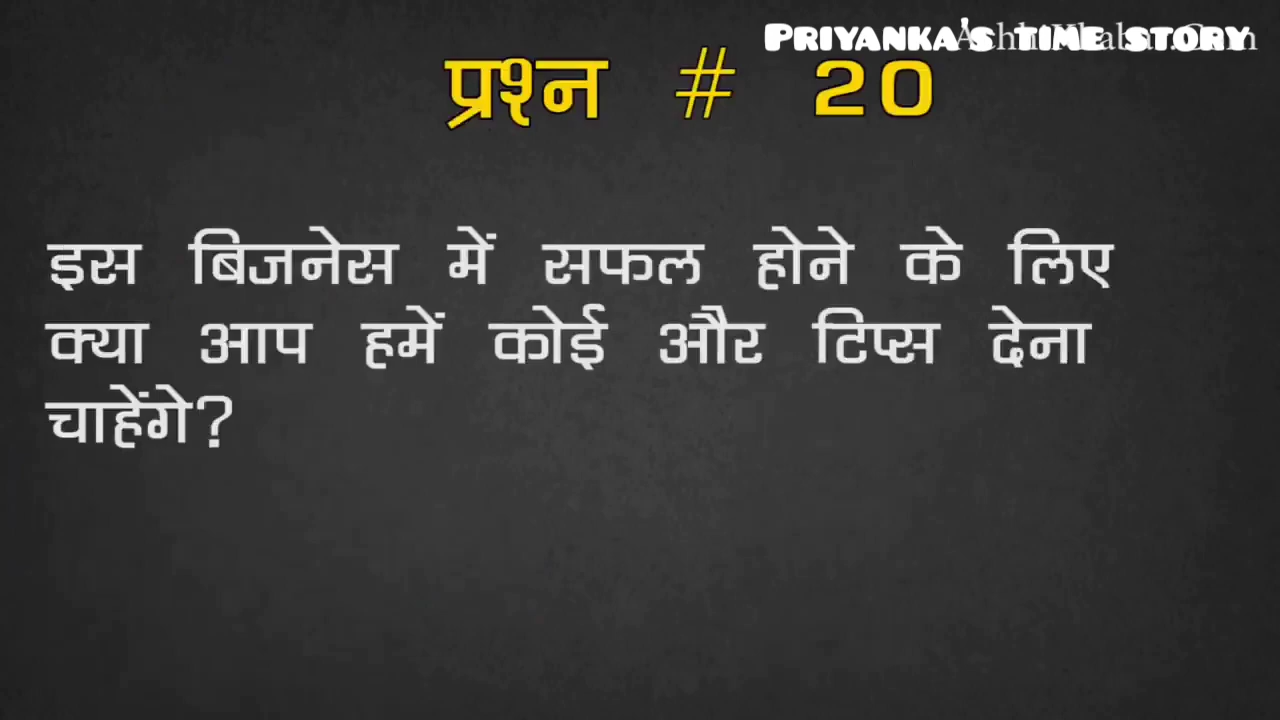 PRIYANKA'S TIME STORY
प्रश्न # 20
इस बिजनेस में सफल होने के लिए
क्या आप हमें कोई और टिप्स देना
चाहेंगे?